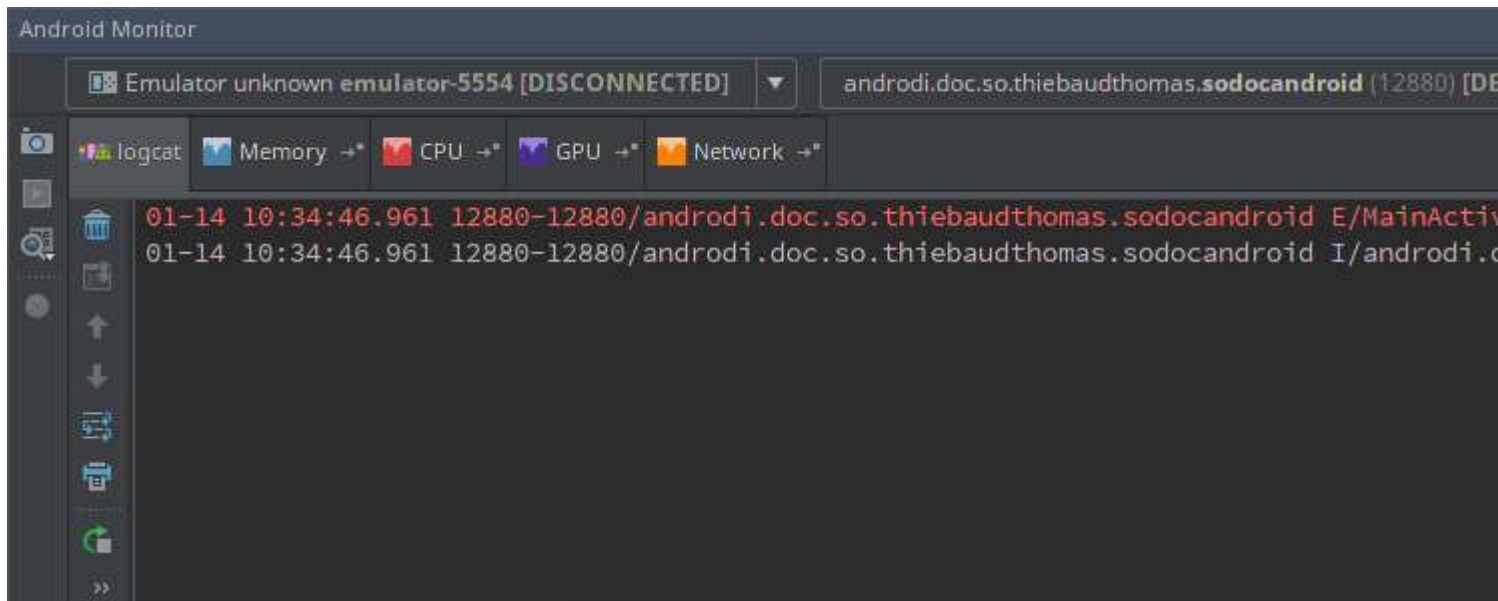 Android Monitor
Emulator unknown emulator-5554 [DISCONNECTED] androdi.doc.so.thiebaudthomas.sodocandroid (12880) [DE
logcat Memory →" CPU →" GPU →" Network →"
01-14 10:34:46.961 12880-12880/androdi.doc.so.thiebaudthomas.sodocandroid E/MainActiv
01-14 10:34:46.961 12880-12880/androdi.doc.so.thiebaudthomas.sodocandroid I/androdi.d